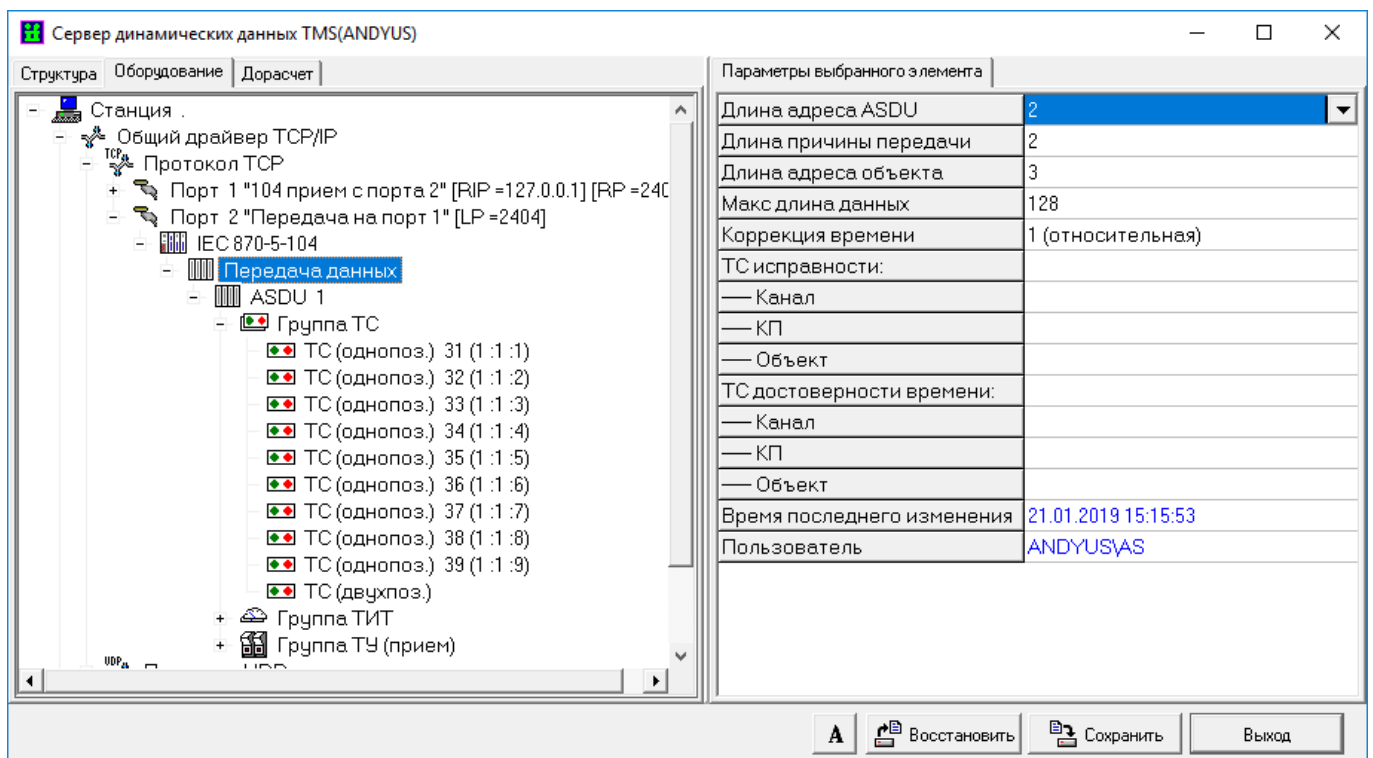 Сервер динамических данных TMS(ANDYUS)
Структура Оборудование Дорасчет
Станция .
Общий драйвер TCP/IP
TCP Протокол TCP
Порт 1 "104 прием с порта 2" [RIP =127.0.0.1] [RP =240
Порт 2 "Передача на порт 1" [LP =2404]
IEC 870-5-104
Передача данных
ASDU 1
Группа ТС
ТС (однопоз.) 31 (1 :1 :1)
ТС (однопоз.) 32 (1 :1 :2)
ТС (однопоз.) 33 (1 :1 :3)
ТС (однопоз.) 34 (1 :1 :4)
ТС (однопоз.) 35 (1 :1 :5)
ТС (однопоз.) 36 (1 :1 :6)
ТС (однопоз.) 37 (1 :1 :7)
ТС (однопоз.) 38 (1 :1 :8)
ТС (однопоз.) 39 (1 :1 :9)
ТС (двухпоз.)
Группа ТИТ
Группа ТУ (прием)
UDP
Параметры выбранного элемента
Длина адреса ASDU 2
Длина причины передачи 2
Длина адреса объекта 3
Макс длина данных 128
Коррекция времени 1 (относительная)
ТС исправности:
── Канал
── КП
── Объект
ТС достоверности времени:
── Канал
── КП
── Объект
Время последнего изменения 21.01.2019 15:15:53
Пользователь ANDYUS\AS
A Восстановить Сохранить Выход